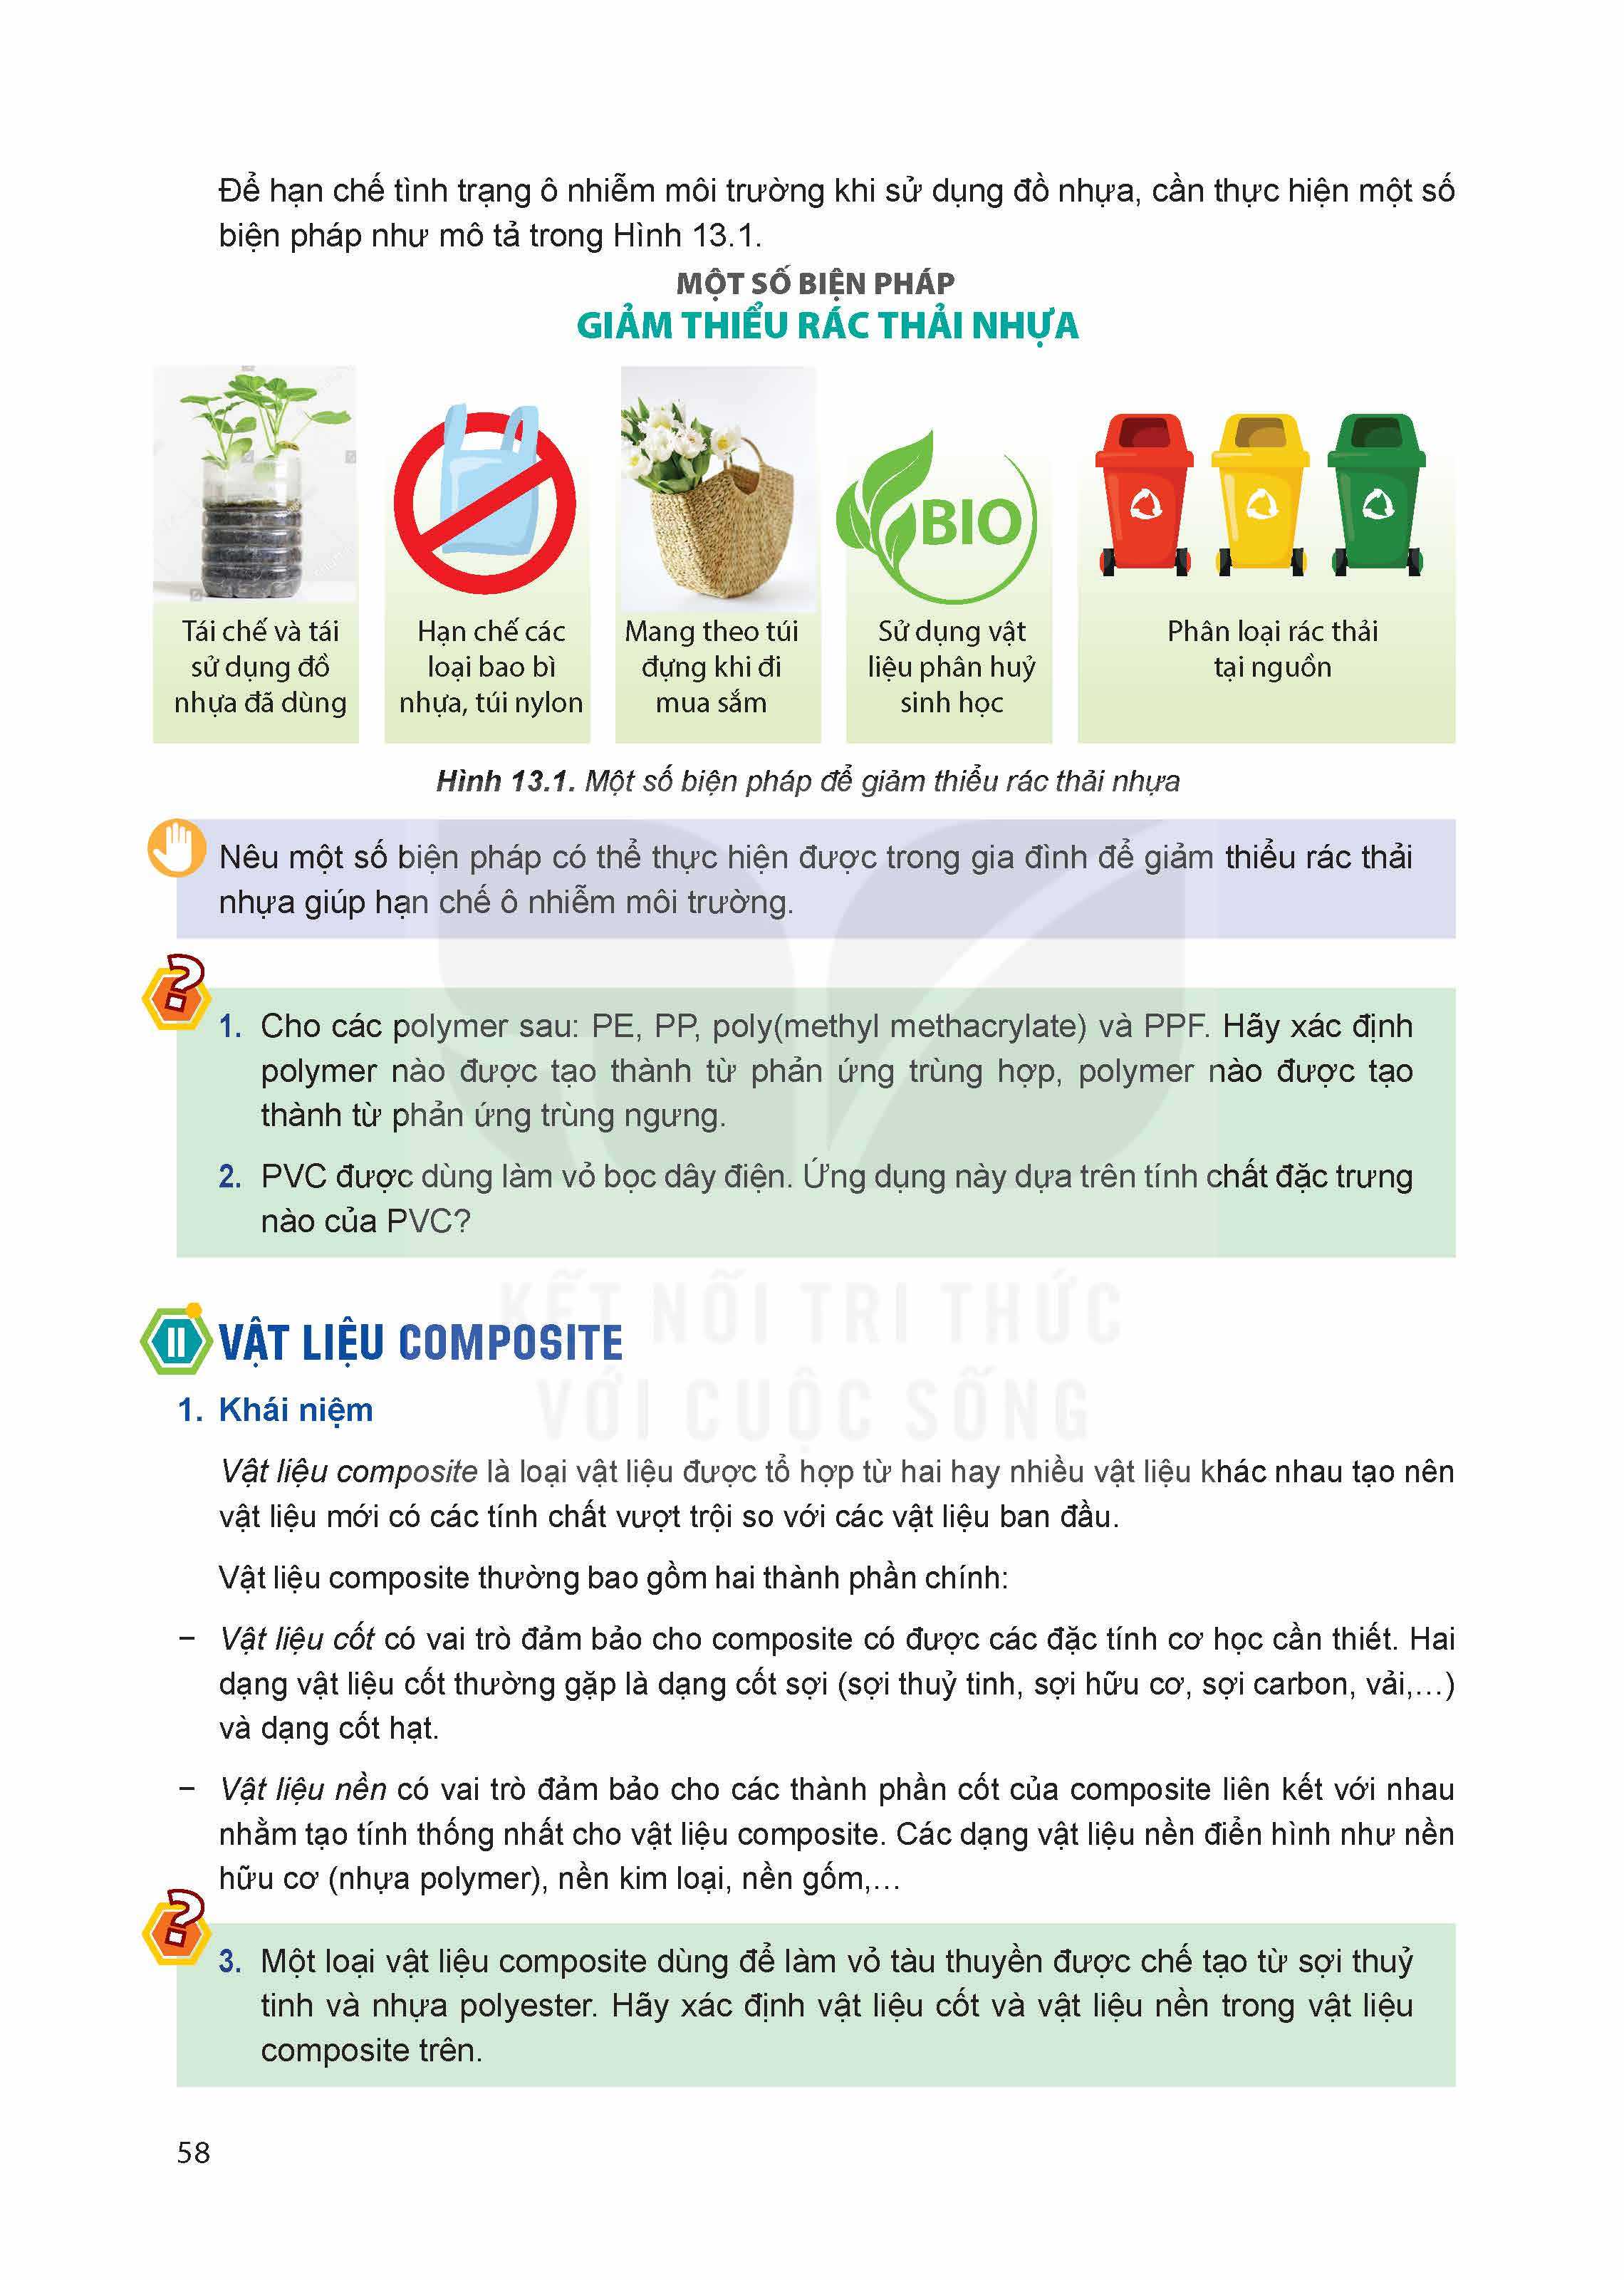 Để hạn chế tình trạng ô nhiễm môi trường khi sử dụng đồ nhựa, cần thực hiện một số
biện pháp như mô tả trong Hình 13.1.
MỘT SỐ BIỆN PHÁP
GIẢM THIỂU RÁC THẢI NHỰA
BIO
Tái chế và tái
sử dụng đồ
nhựa đã dùng
Hạn chế các
loại bao bì
nhựa, túi nylon
Mang theo túi
đựng khi đi
mua sắm
Sử dụng vật
liệu phân huỷ
sinh học
Phân loại rác thải
tại nguồn
Hình 13.1. Một số biện pháp để giảm thiểu rác thải nhựa
Nêu một số biện pháp có thể thực hiện được trong gia đình để giảm thiểu rác thải
nhựa giúp hạn chế ô nhiễm môi trường.
?
1. Cho các polymer sau: PE, PP, poly(methyl methacrylate) và PPF. Hãy xác định
polymer nào được tạo thành từ phản ứng trùng hợp, polymer nào được tạo
thành từ phản ứng trùng ngưng.
2. PVC được dùng làm vỏ bọc dây điện. Ứng dụng này dựa trên tính chất đặc trưng
nào của PVC?
KẾT NỐI TRI THỨC
VỚI CUỘC SỐNG
II VẬT LIỆU COMPOSITE
1. Khái niệm
Vật liệu composite là loại vật liệu được tổ hợp từ hai hay nhiều vật liệu khác nhau tạo nên
vật liệu mới có các tính chất vượt trội so với các vật liệu ban đầu.
Vật liệu composite thường bao gồm hai thành phần chính:
– Vật liệu cốt có vai trò đảm bảo cho composite có được các đặc tính cơ học cần thiết. Hai
dạng vật liệu cốt thường gặp là dạng cốt sợi (sợi thuỷ tinh, sợi hữu cơ, sợi carbon, vải,...)
và dạng cốt hạt.
– Vật liệu nền có vai trò đảm bảo cho các thành phần cốt của composite liên kết với nhau
nhằm tạo tính thống nhất cho vật liệu composite. Các dạng vật liệu nền điển hình như nền
hữu cơ (nhựa polymer), nền kim loại, nền gốm,...
?
3. Một loại vật liệu composite dùng để làm vỏ tàu thuyền được chế tạo từ sợi thuỷ
tinh và nhựa polyester. Hãy xác định vật liệu cốt và vật liệu nền trong vật liệu
composite trên.
58